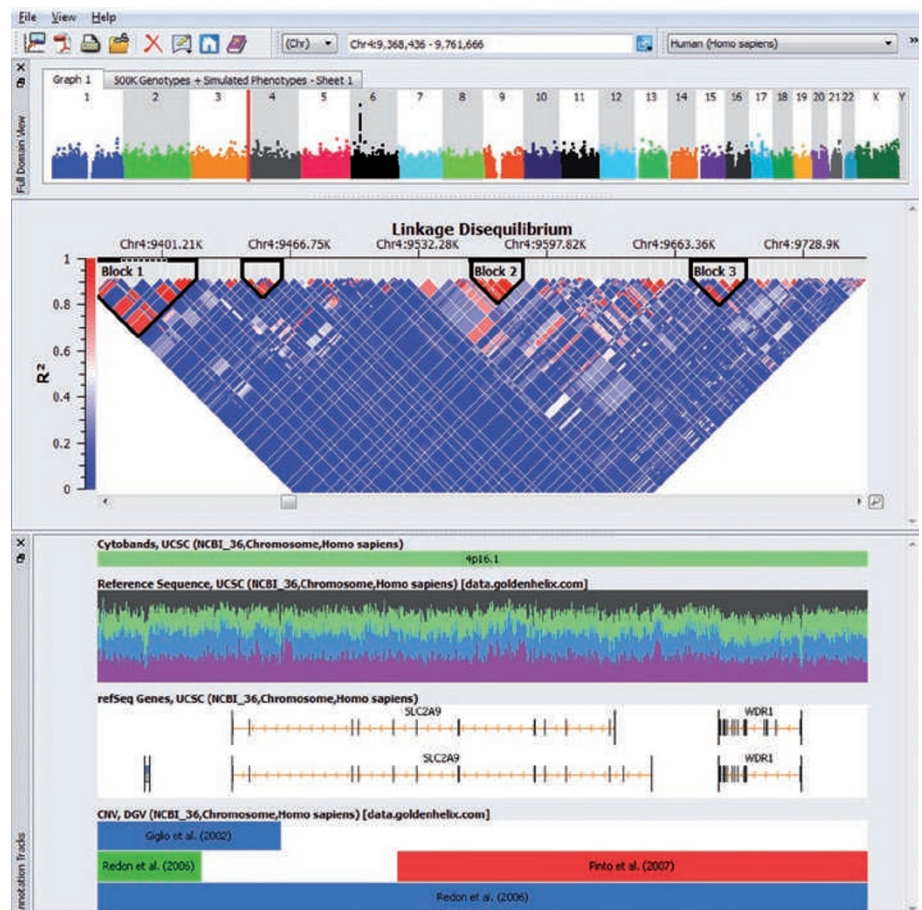 File View Help
(Chr) Chr4:9,368,436 - 9,761,666 Human (Homo sapiens) »
Graph 1 500K Genotypes + Simulated Phenotypes - Sheet 1
Full Domain View
1 2 3 4 5 6 7 8 9 10 11 12 13 14 15 16 17 18 19 20 21 22 X Y
Linkage Disequilibrium
Chr4:9401.21K Chr4:9466.75K Chr4:9532.28K Chr4:9597.82K Chr4:9663.36K Chr4:9728.9K
Block 1 Block 2 Block 3
R²
1
0.8
0.6
0.4
0.2
0
Cytobands, UCSC (NCBI_36,Chromosome,Homo sapiens)
4p16.1
Reference Sequence, UCSC (NCBI_36,Chromosome,Homo sapiens) [data.goldenhelix.com]
refSeq Genes, UCSC (NCBI_36,Chromosome,Homo sapiens)
SLC2A9 WDR1
SLC2A9 WDR1
CNV, DGV (NCBI_36,Chromosome,Homo sapiens) [data.goldenhelix.com]
Giglio et al. (2002)
Redon et al. (2006) Pinto et al. (2007)
Redon et al. (2006)
nnotation Tracks